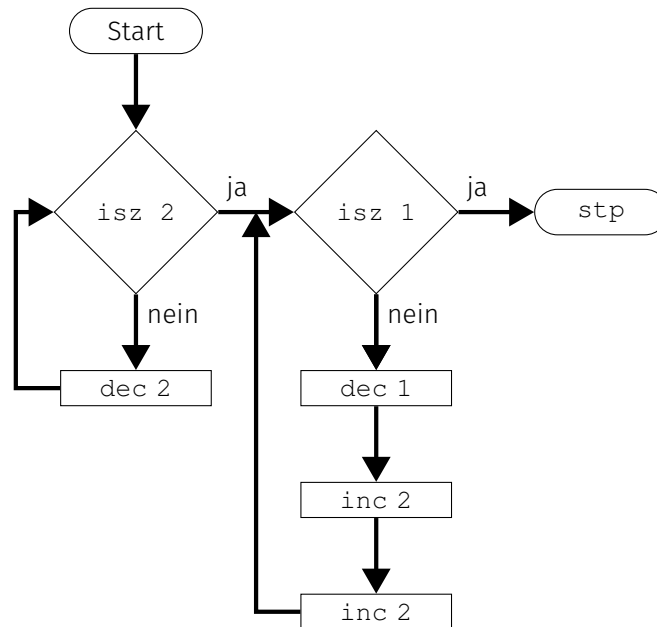 Start
isz 2
ja
isz 1
ja
stp
nein
nein
dec 2
dec 1
inc 2
inc 2